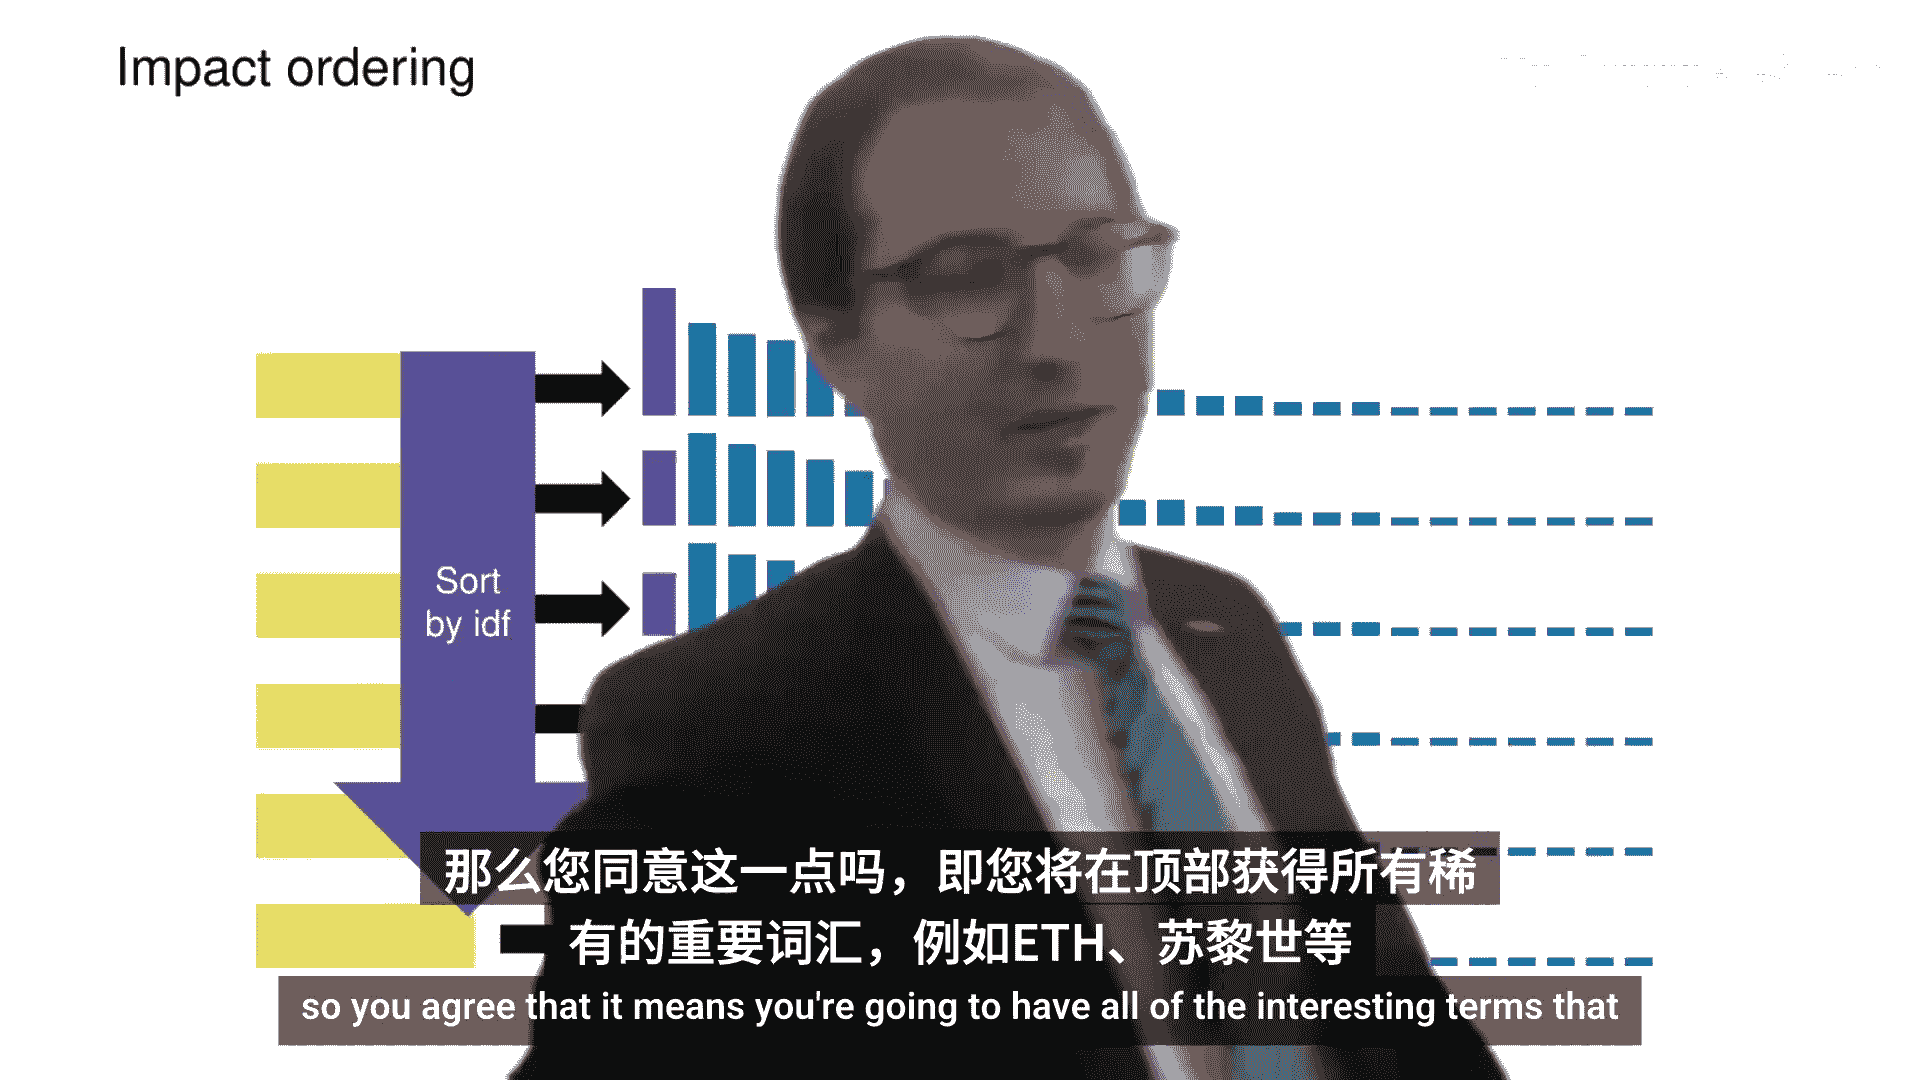 Impact ordering
Sort
by idf
那么您同意这一点吗，即您将在顶部获得所有稀
有的重要词汇，例如ETH、苏黎世等
so you agree that it means you're going to have all of the interesting terms that